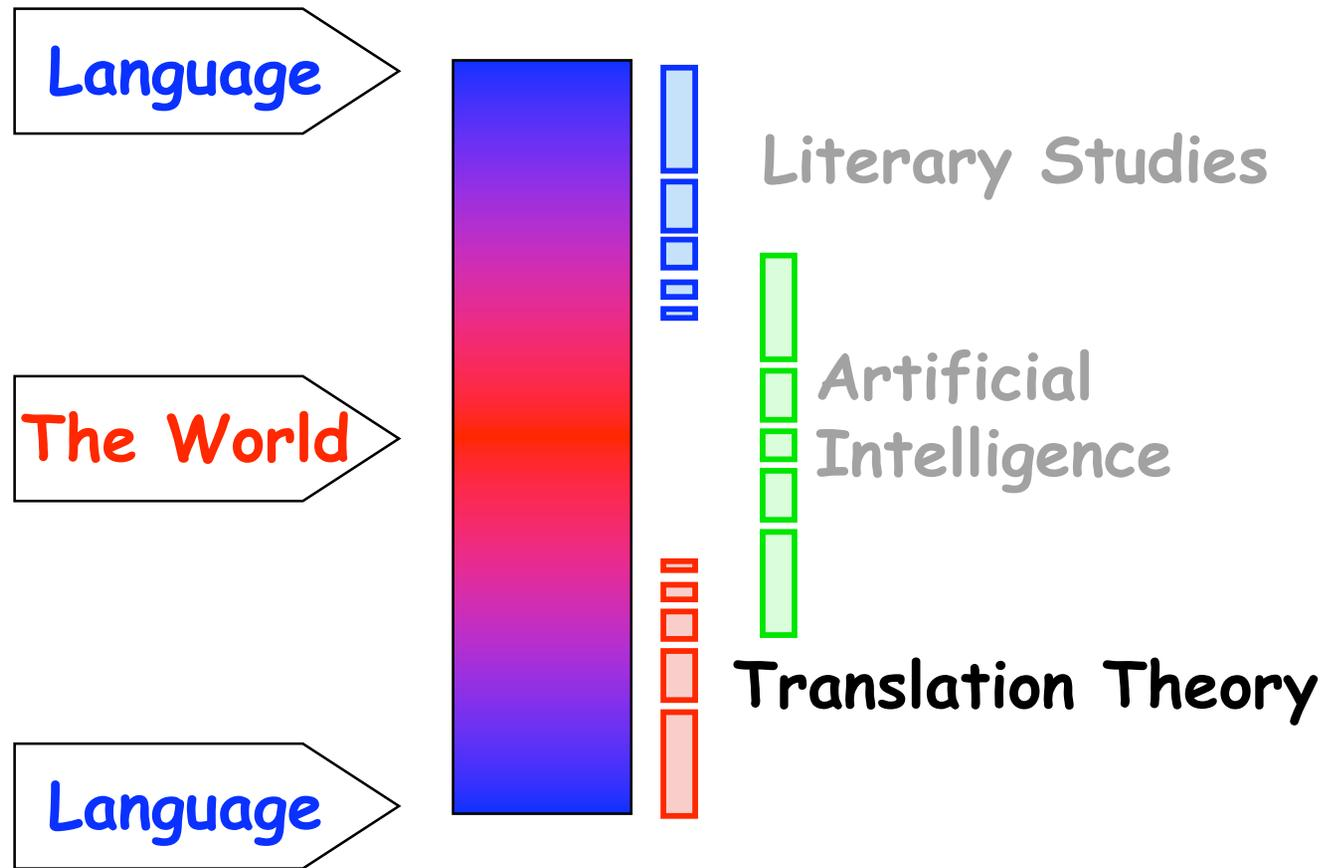 Language
Literary Studies
The World
Artificial
Intelligence
Translation Theory
Language